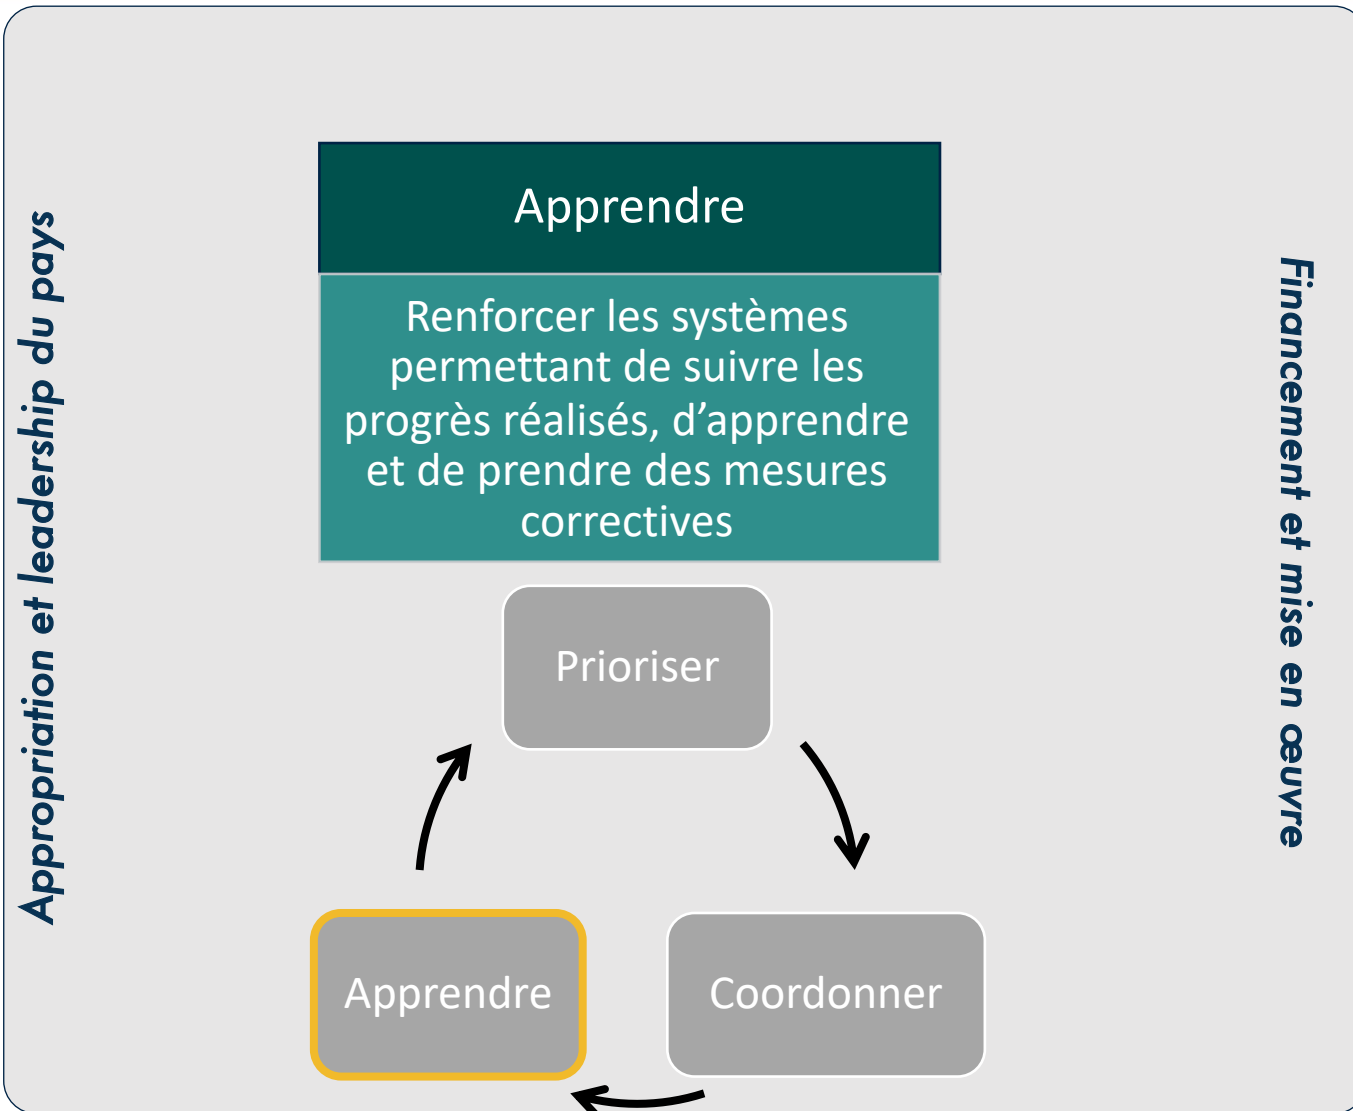 Appropriation et leadership du pays
Apprendre
Renforcer les systèmes
permettant de suivre les
progrès réalisés, d’apprendre
et de prendre des mesures
correctives
Prioriser
Apprendre
Coordonner
Financement et mise en œuvre